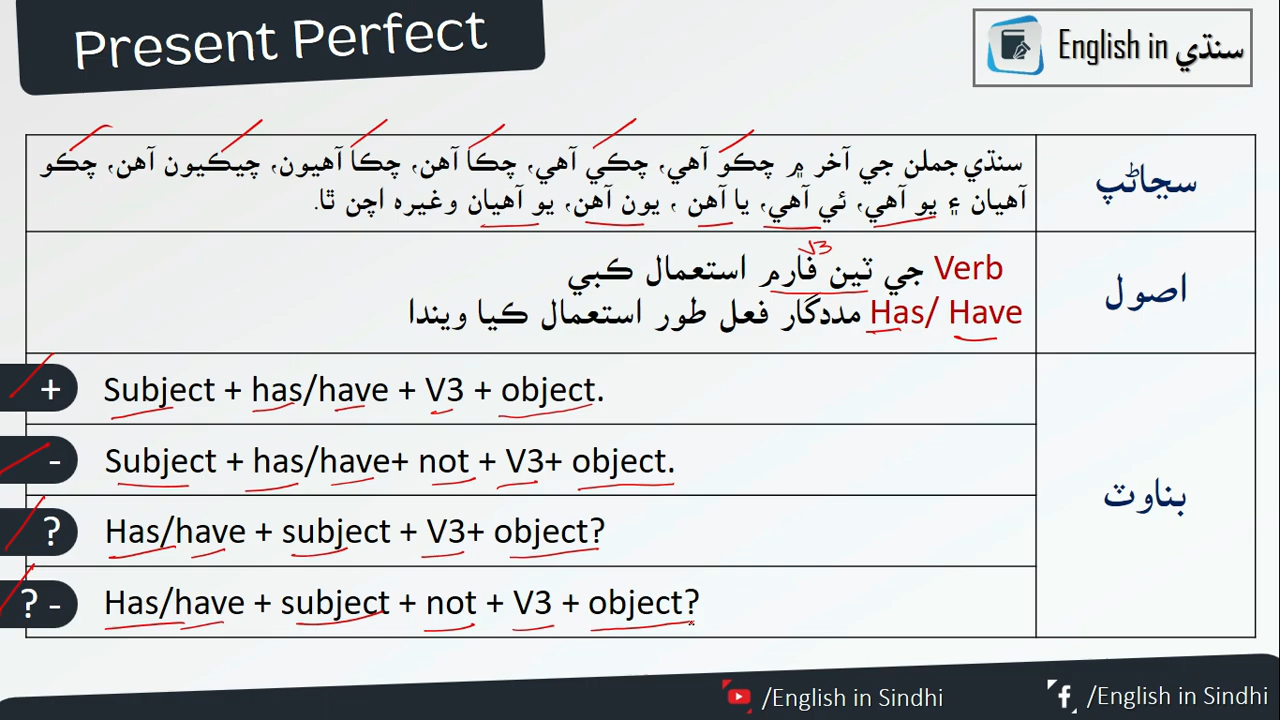 Present Perfect
English in سنڌي
سڃاڻپ
سنڌي جملن جي آخر ۾ چڪو آهي، چڪي آهي، چڪا آهن، چڪا آهيون، چيڪيون آهن، چڪو
آهيان ۽ يو آهي، ئي آهي، يا آهن ، يون آهن، يو آهيان وغيره اچن ٿا.
اصول
V3
Verb جي ٽين فارم استعمال ڪبي
Has/ Have مددگار فعل طور استعمال ڪيا ويندا
بناوٽ
+ Subject + has/have + V3 + object.
- Subject + has/have+ not + V3+ object.
? Has/have + subject + V3+ object?
? - Has/have + subject + not + V3 + object?
/English in Sindhi
/English in Sindhi